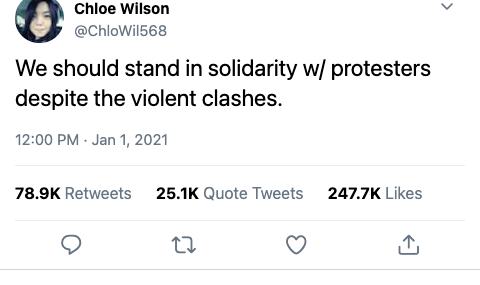 Chloe Wilson
@ChloWil568
We should stand in solidarity w/ protesters
despite the violent clashes.
12:00 PM · Jan 1, 2021
78.9K Retweets 25.1K Quote Tweets 247.7K Likes